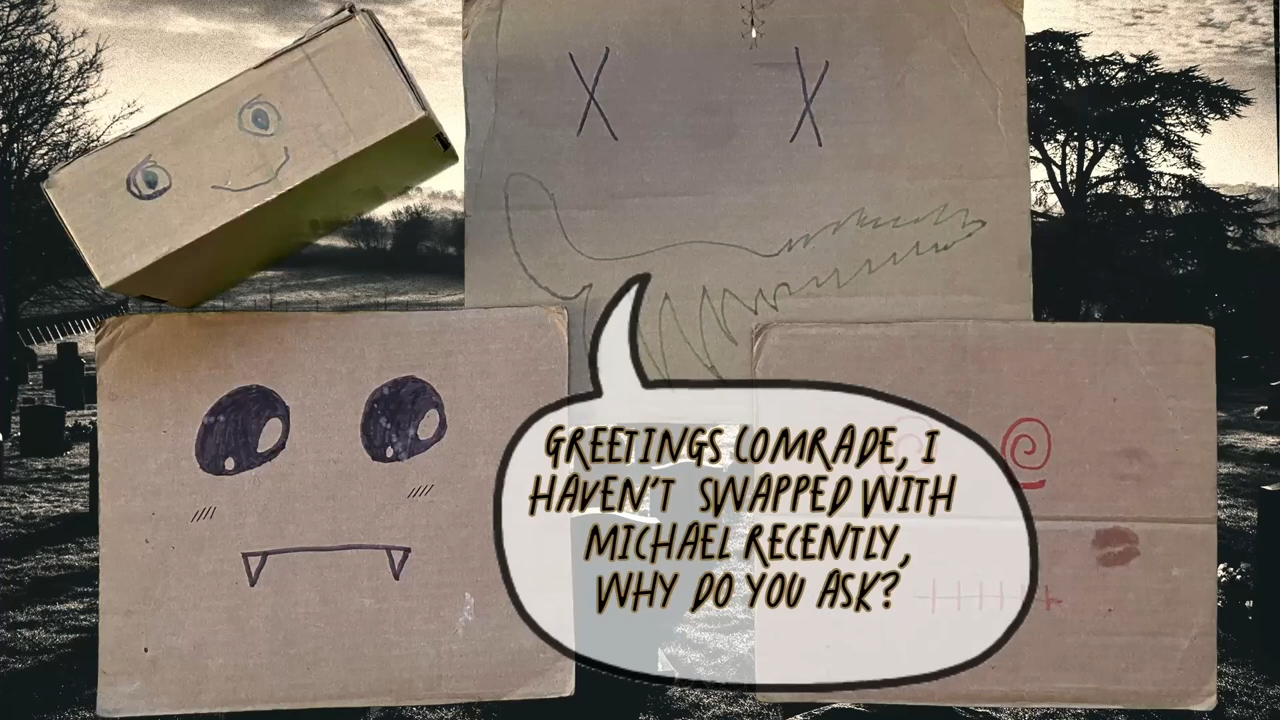 GREETINGS COMRADE, I
HAVEN'T SWAPPED WITH
MICHAEL RECENTLY,
WHY DO YOU ASK?